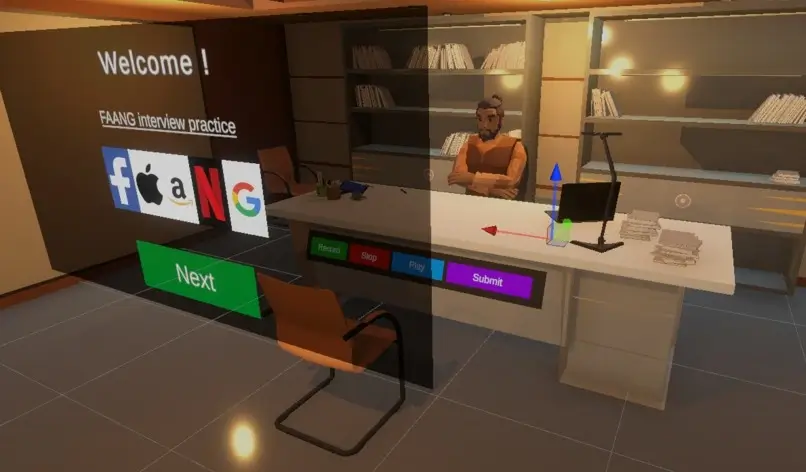 Welcome !
FAANG interview practice
f
a
N
G
Next
Record
Stop
Play
Submit